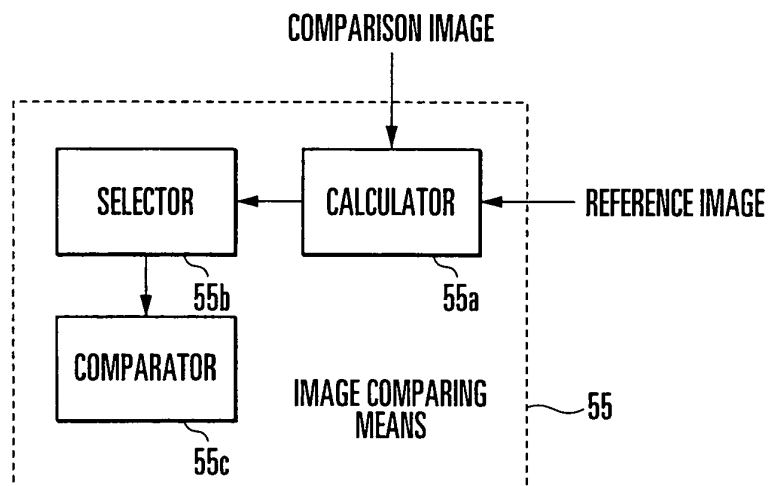 COMPARISON IMAGE
SELECTOR
CALCULATOR
REFERENCE IMAGE
55b
55a
COMPARATOR
IMAGE COMPARING
MEANS
55
55c